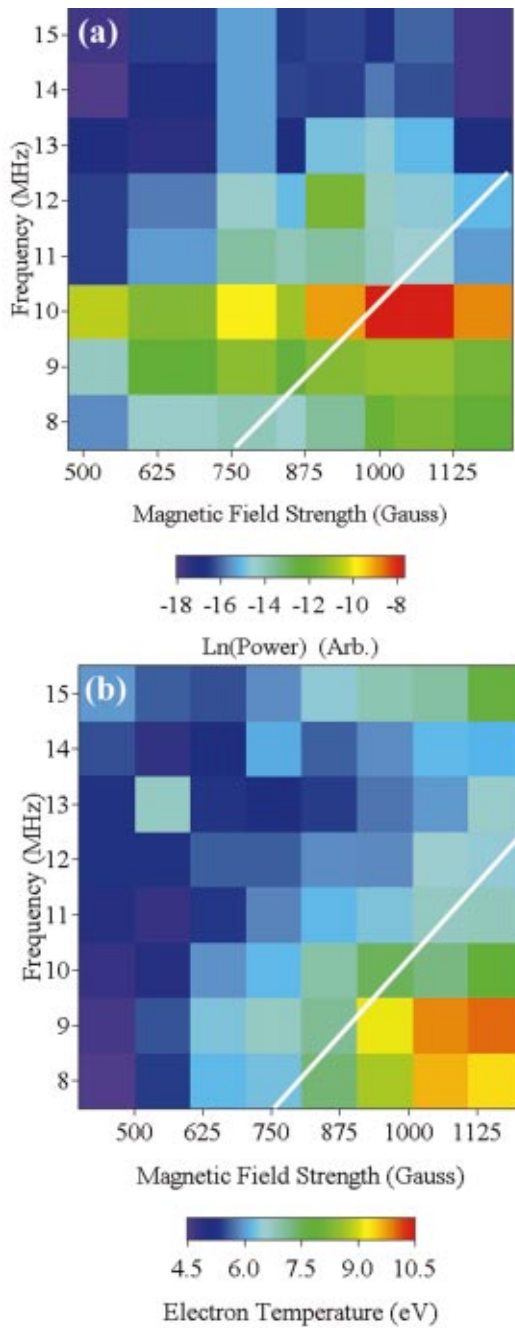 (a)
15
14
13
12
11
10
9
8
Frequency (MHz)
500 625 750 875 1000 1125
Magnetic Field Strength (Gauss)
-18 -16 -14 -12 -10 -8
Ln(Power) (Arb.)
(b)
15
14
13
12
11
10
9
8
Frequency (MHz)
500 625 750 875 1000 1125
Magnetic Field Strength (Gauss)
4.5 6.0 7.5 9.0 10.5
Electron Temperature (eV)